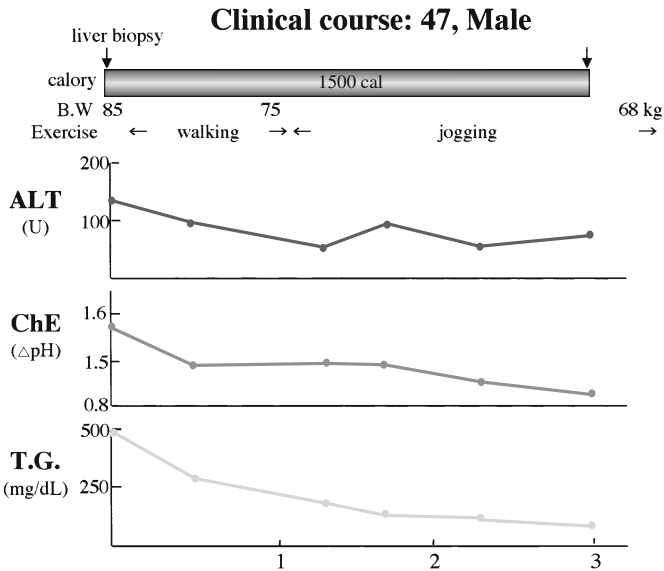 Clinical course: 47, Male
liver biopsy
calory 1500 cal
B.W 85 75 68 kg
Exercise ← walking →← jogging →
200
ALT
(U)
100
1.6
ChE
(△pH)
1.5
0.8
500
T.G.
(mg/dL)
250
1 2 3